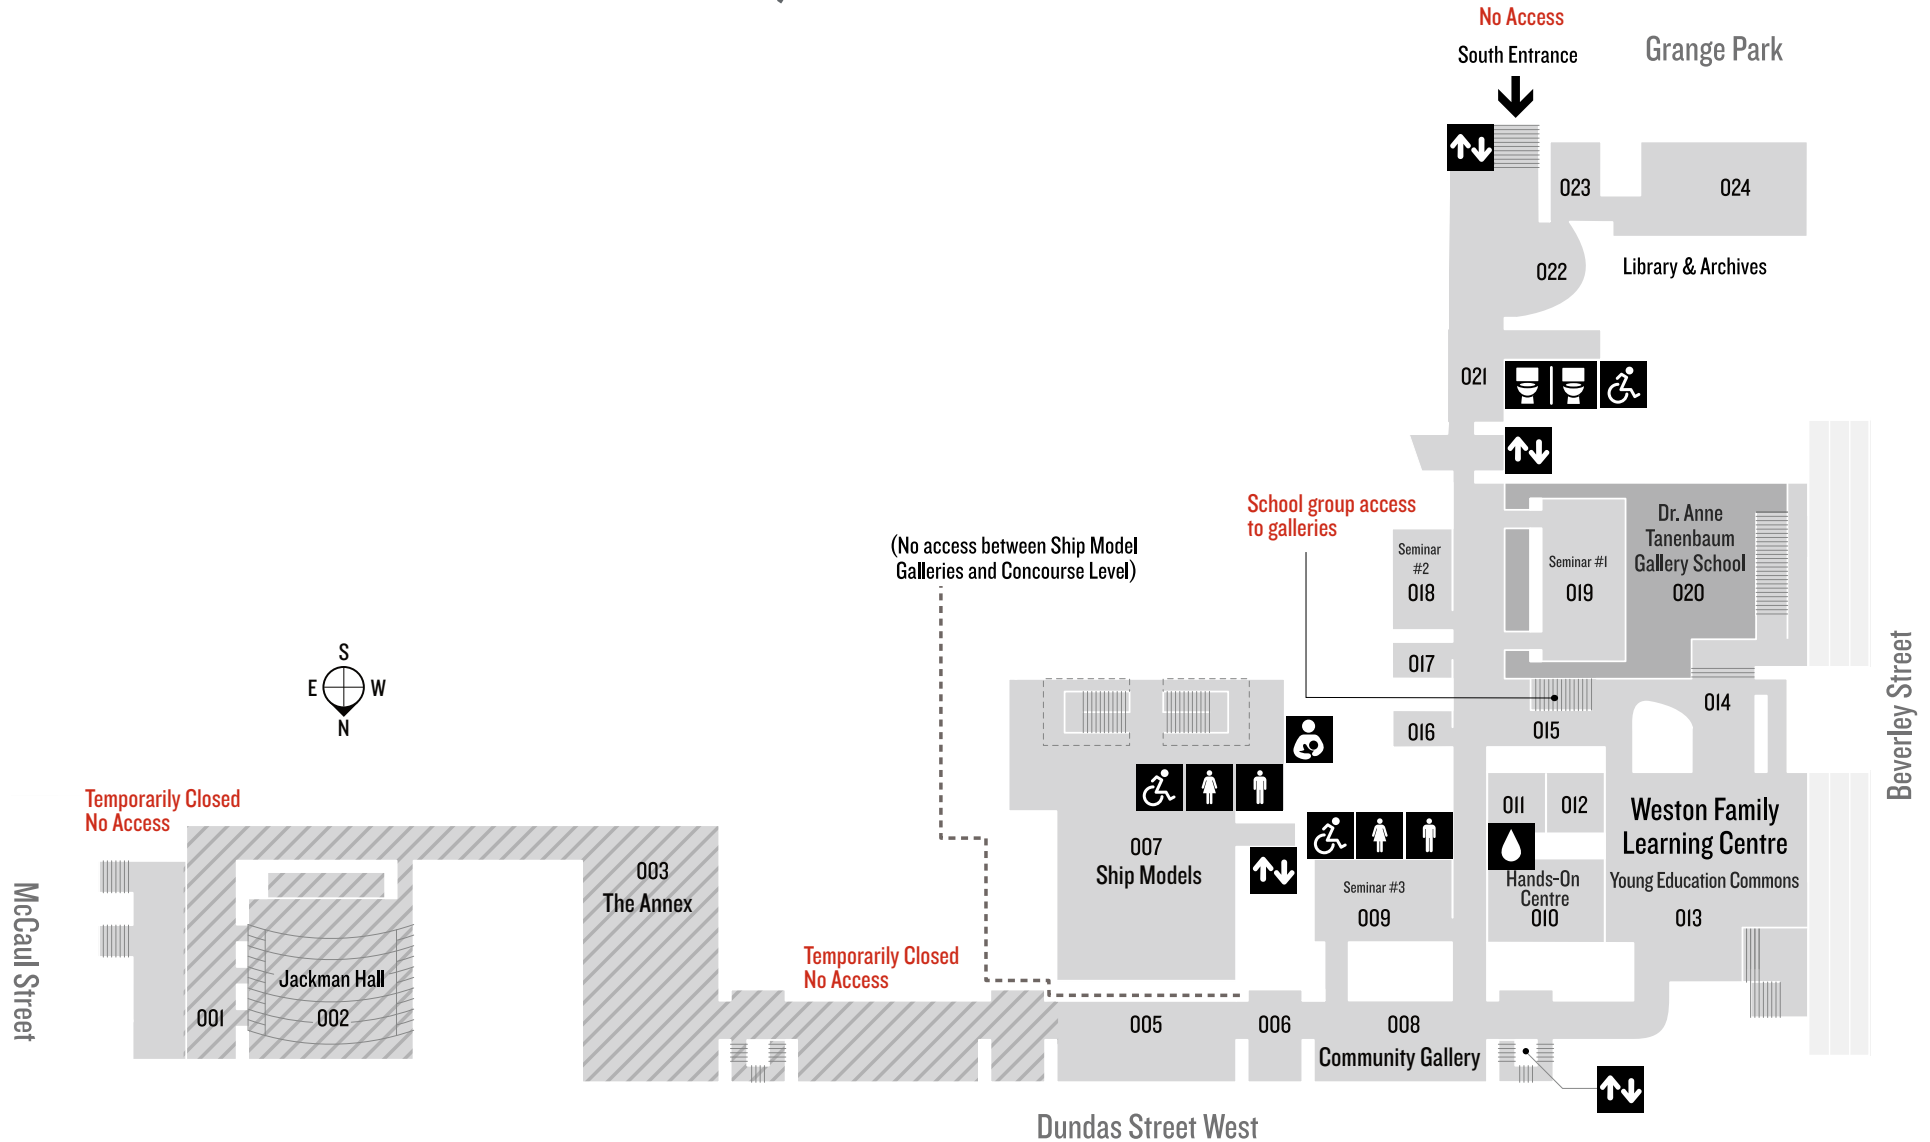 No Access
South Entrance
Grange Park
023
024
022
Library & Archives
021
School group access
to galleries
(No access between Ship Model
Galleries and Concourse Level)
Seminar
#2
018
Seminar #1
019
Dr. Anne
Tanenbaum
Gallery School
020
017
S
E W
N
014
016
015
Beverley Street
Temporarily Closed
No Access
011
012
Weston Family
Learning Centre
Young Education Commons
013
007
Ship Models
003
The Annex
Seminar #3
009
Hands-On
Centre
010
McCaul Street
Temporarily Closed
No Access
Jackman Hall
001
002
005
006
008
Community Gallery
Dundas Street West